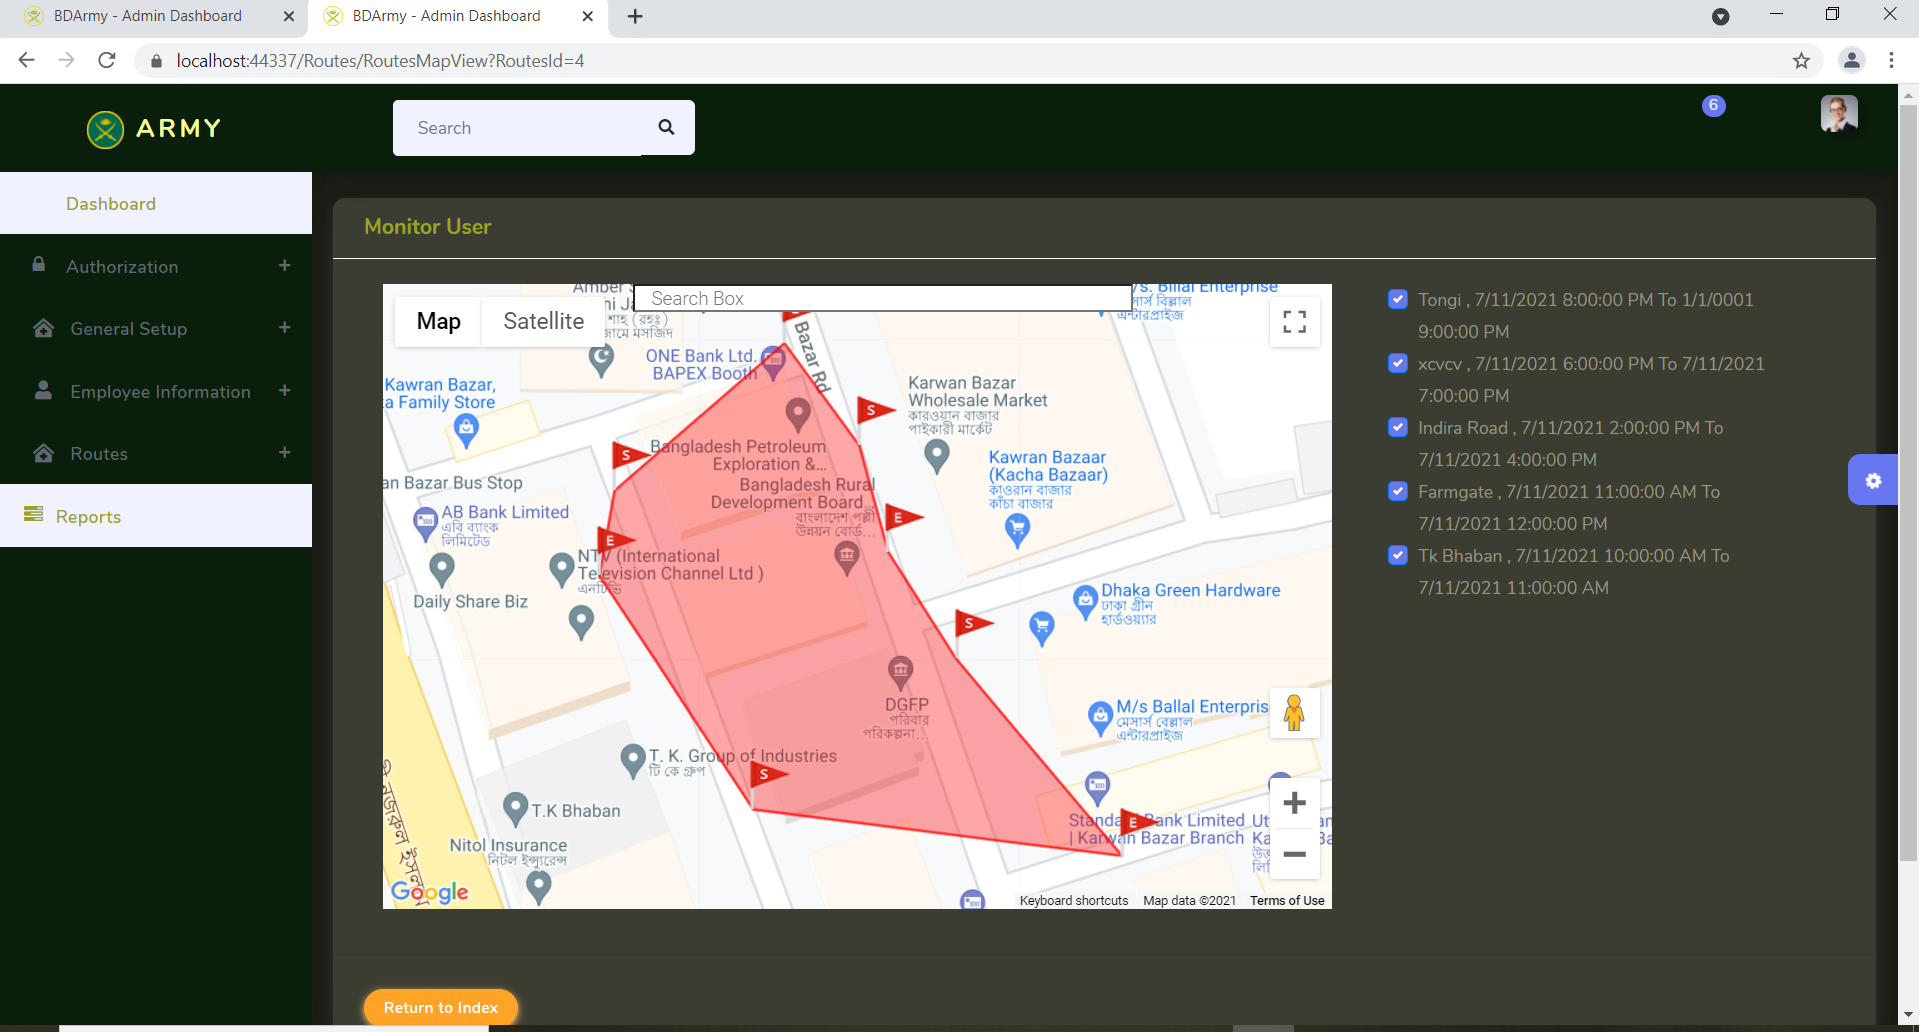 BDArmy - Admin Dashboard
BDArmy - Admin Dashboard
localhost:44337/Routes/RoutesMapView?RoutesId=4
ARMY
Search
6
Dashboard
Authorization
General Setup
Employee Information
Routes
Reports
Monitor User
Search Box
Map
Satellite
Amber
শাহ (রহঃ)
জামে মসজিদ
ONE Bank Ltd.
BAPEX Booth
Bazar Rd
/s. Billal Enterprise
সার্স বিল্লাল
এন্টারপ্রাইজ
Kawran Bazar,
a Family Store
Karwan Bazar
Wholesale Market
কারওয়ান বাজার
পাইকারী মার্কেট
S
S
Bangladesh Petroleum
Exploration &...
Kawran Bazaar
(Kacha Bazaar)
কাওরান বাজার
কাঁচা বাজার
an Bazar Bus Stop
Bangladesh Rural
Development Board...
বাংলাদেশ পল্লী
উন্নয়ন বোর্ড...
AB Bank Limited
এবি ব্যাংক
লিমিটেড
E
E
NTV (International
Television Channel Ltd )
এনটিভি
Daily Share Biz
Dhaka Green Hardware
ঢাকা গ্রীন
হার্ডওয়্যার
S
DGFP
পরিবার
পরিকল্পনা...
M/s Ballal Enterpris
মেসার্স বেল্লাল
এন্টারপ্রাইজ
T. K. Group of Industries
টি কে গ্রুপ
S
T.K Bhaban
Nitol Insurance
নিটল ইন্স্যুরেন্স
Standa Bank Limited
| Karwan Bazar Branch
E
Google
Keyboard shortcuts
Map data ©2021
Terms of Use
Tongi , 7/11/2021 8:00:00 PM To 1/1/0001
9:00:00 PM
xcvcv , 7/11/2021 6:00:00 PM To 7/11/2021
7:00:00 PM
Indira Road , 7/11/2021 2:00:00 PM To
7/11/2021 4:00:00 PM
Farmgate , 7/11/2021 11:00:00 AM To
7/11/2021 12:00:00 PM
Tk Bhaban , 7/11/2021 10:00:00 AM To
7/11/2021 11:00:00 AM
Return to Index